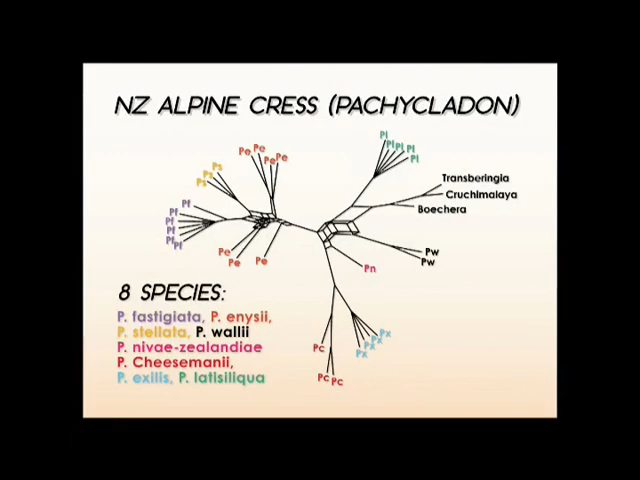 NZ ALPINE CRESS (PACHYCLADON)
Pl
Pl Pl Pl
Pl
Pe Pe Pe Pe
Ps
Ps
Ps
Transberingia
Cruchimalaya
Boechera
Pf
Pf
Pf
Pf
Pf Pf
Pe
Pe Pe
Pw
Pw
Pn
8 SPECIES:
P. fastigiata, P. enysii,
P. stellata, P. wallii
P. nivae-zealandiae
P. Cheesemanii,
P. exilis, P. latisiliqua
Px
Px
Px
Px
Pc
Pc Pc